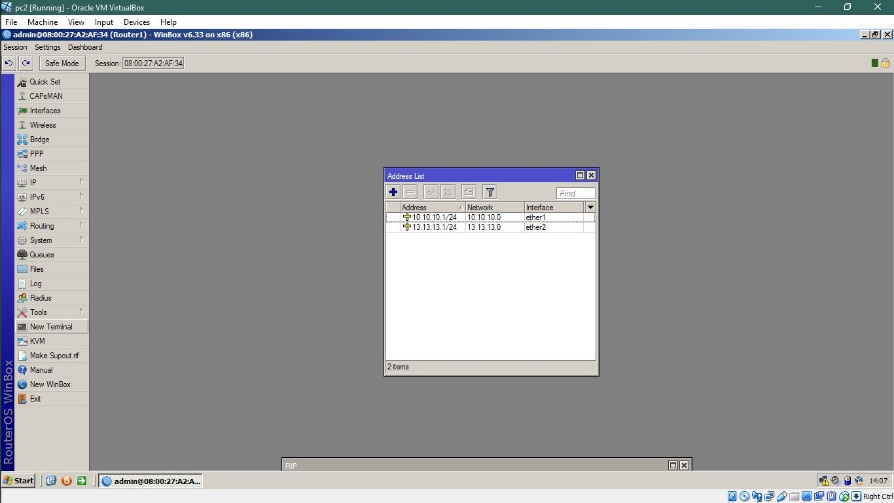 pc2 [Running] - Oracle VM VirtualBox
File Machine View Input Devices Help
admin@08:00:27:A2:AF:34 (Router1) - WinBox v6.33 on x86 (x86)
Session Settings Dashboard
Safe Mode Session: 08:00:27:A2:AF:34
Quick Set
CAPsMAN
Interfaces
Wireless
Bridge
PPP
Mesh
IP
IPv6
MPLS
Routing
System
Queues
Files
Log
Radius
Tools
New Terminal
KVM
Make Supout.rif
Manual
New WinBox
Exit
RouterOS WinBox
Address List
Find
Address Network Interface
10.10.10.1/24 10.10.10.0 ether1
13.13.13.1/24 13.13.13.0 ether2
2 items
RIP
Start admin@08:00:27:A2:A... 14:07
Right Ctrl